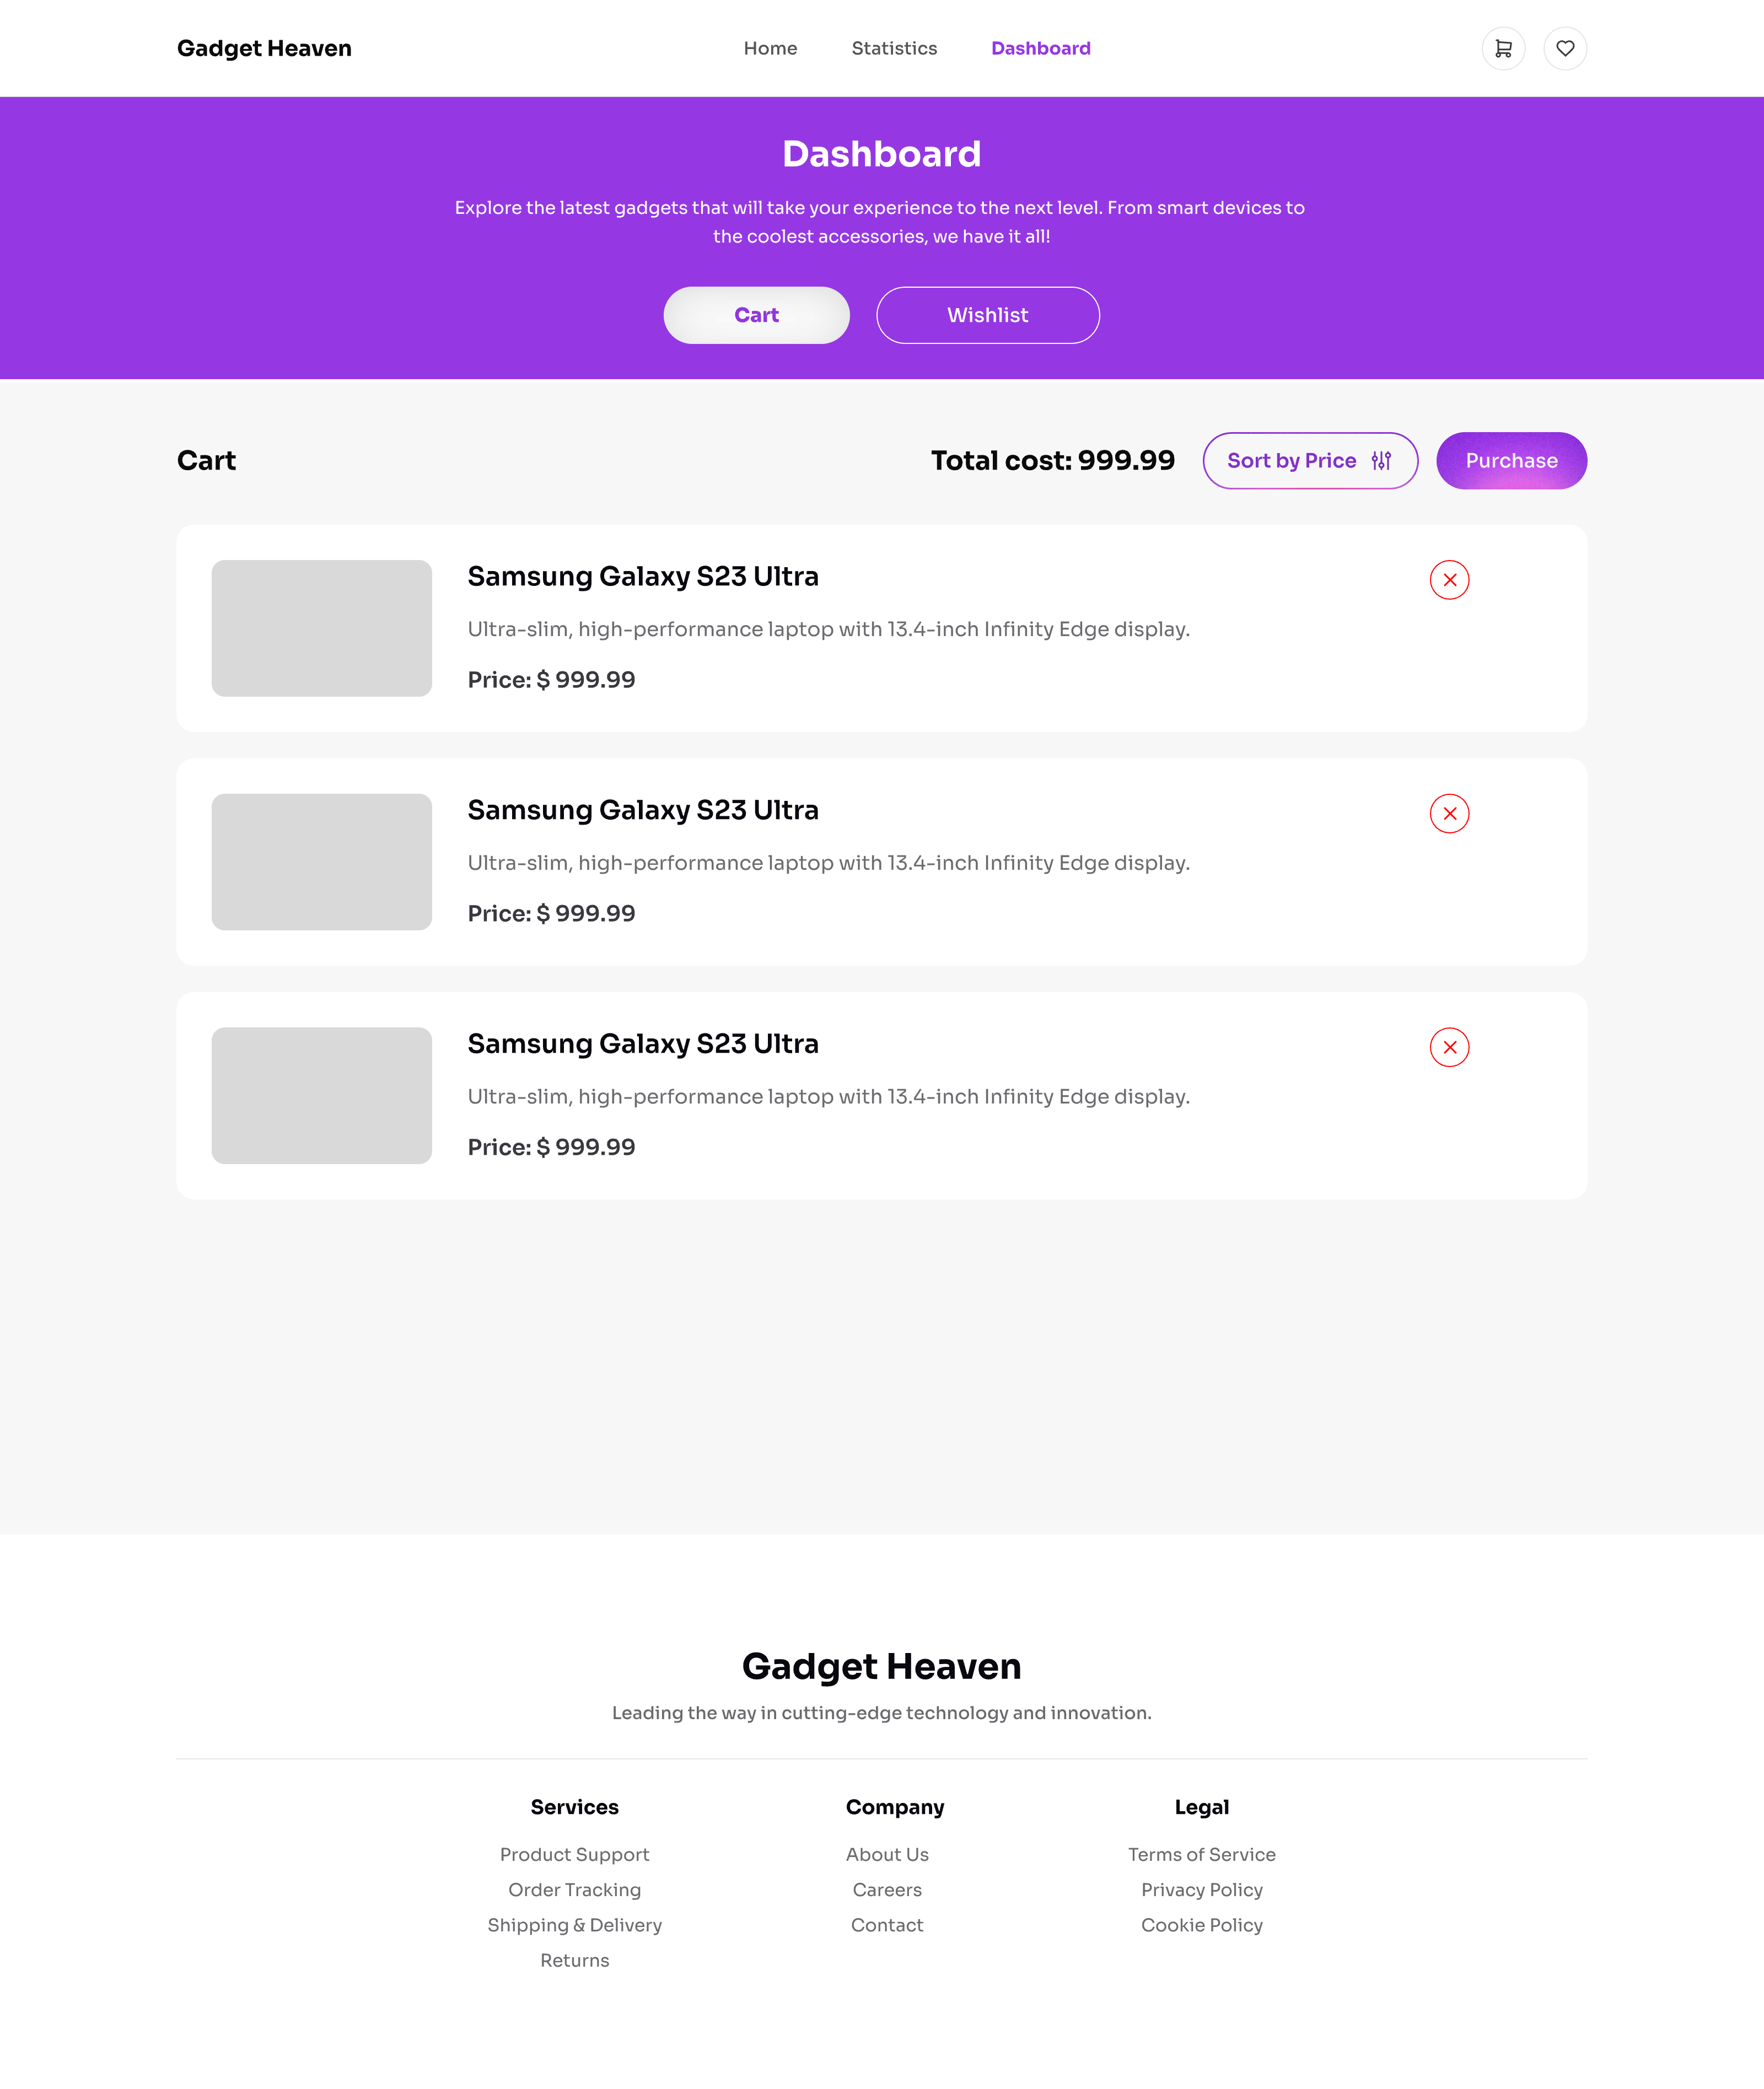 Gadget Heaven
Home Statistics Dashboard
Dashboard
Explore the latest gadgets that will take your experience to the next level. From smart devices to
the coolest accessories, we have it all!
Cart Wishlist
Cart Total cost: 999.99 Sort by Price Purchase
Samsung Galaxy S23 Ultra
Ultra-slim, high-performance laptop with 13.4-inch Infinity Edge display.
Price: $ 999.99
Samsung Galaxy S23 Ultra
Ultra-slim, high-performance laptop with 13.4-inch Infinity Edge display.
Price: $ 999.99
Samsung Galaxy S23 Ultra
Ultra-slim, high-performance laptop with 13.4-inch Infinity Edge display.
Price: $ 999.99
Gadget Heaven
Leading the way in cutting-edge technology and innovation.
Services
Product Support
Order Tracking
Shipping & Delivery
Returns
Company
About Us
Careers
Contact
Legal
Terms of Service
Privacy Policy
Cookie Policy